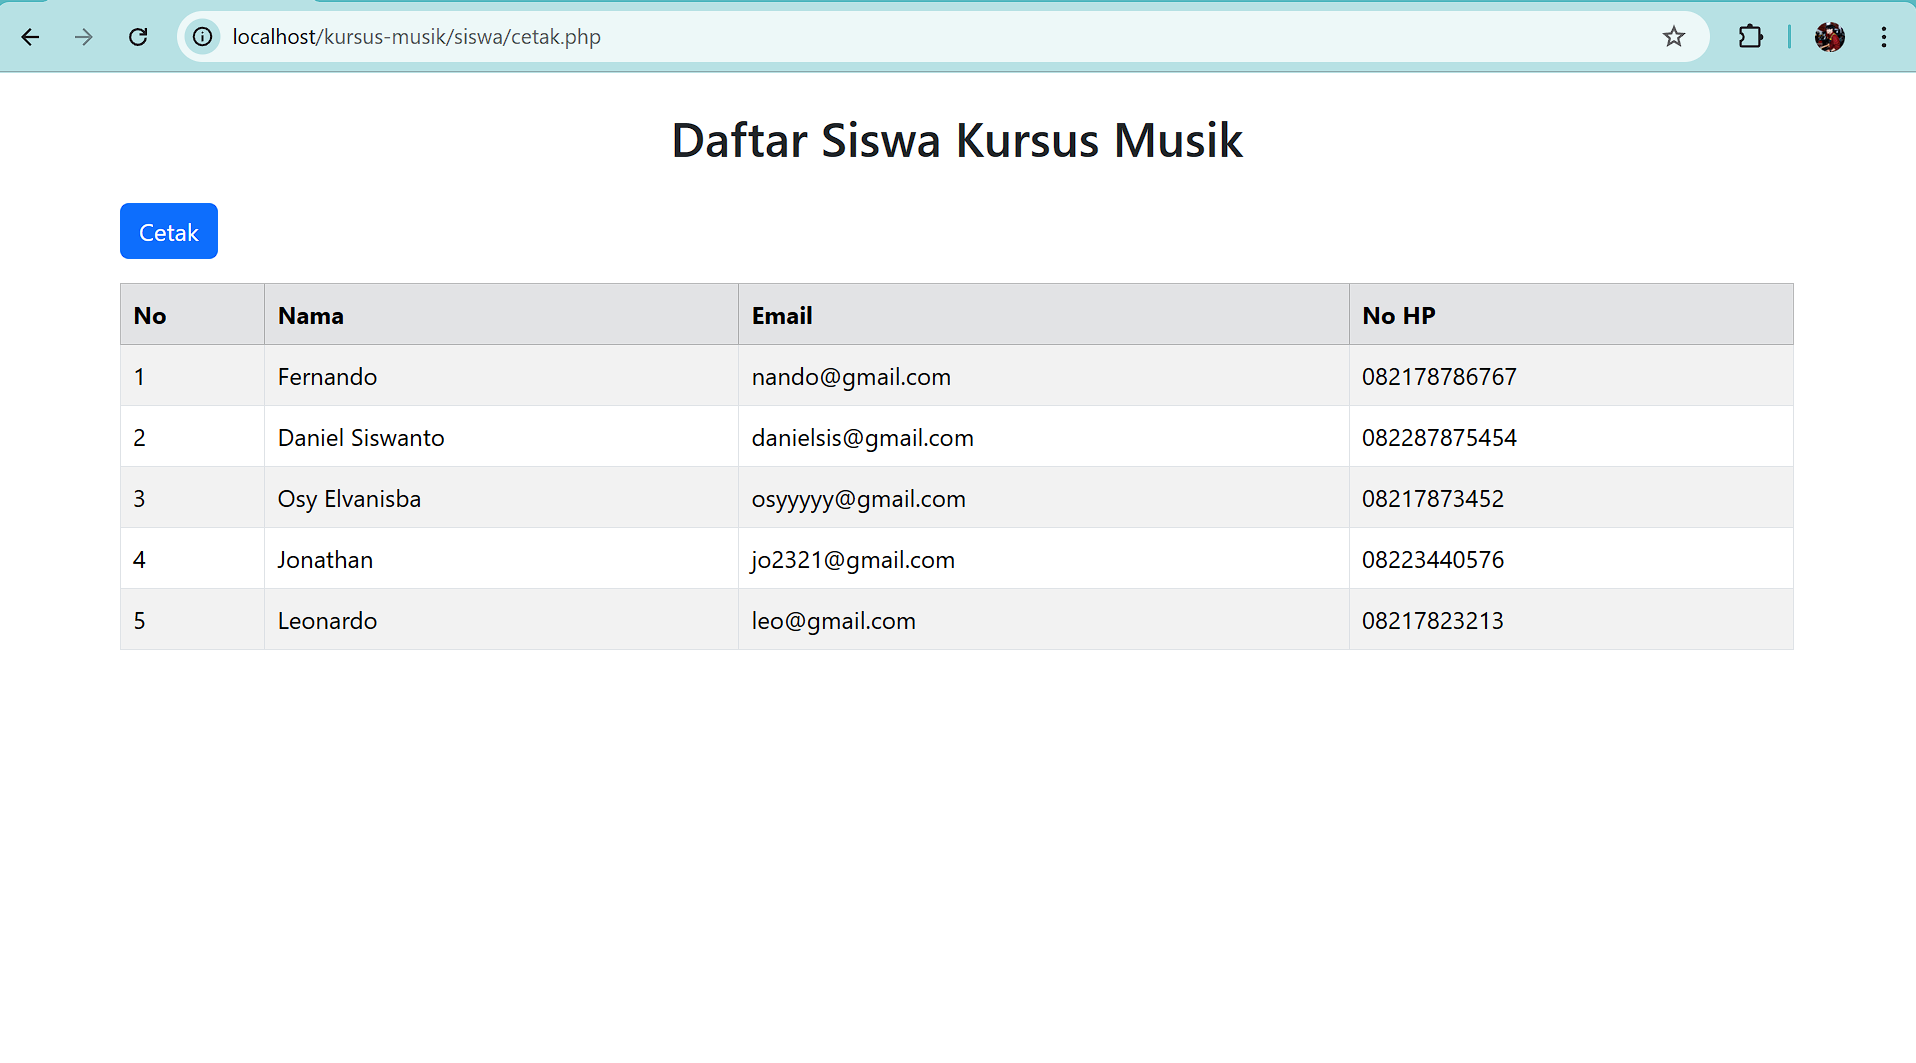 localhost/kursus-musik/siswa/cetak.php
Daftar Siswa Kursus Musik
Cetak
No Nama Email No HP
1 Fernando nando@gmail.com 082178786767
2 Daniel Siswanto danielsis@gmail.com 082287875454
3 Osy Elvanisba osyyyyy@gmail.com 08217873452
4 Jonathan jo2321@gmail.com 08223440576
5 Leonardo leo@gmail.com 08217823213